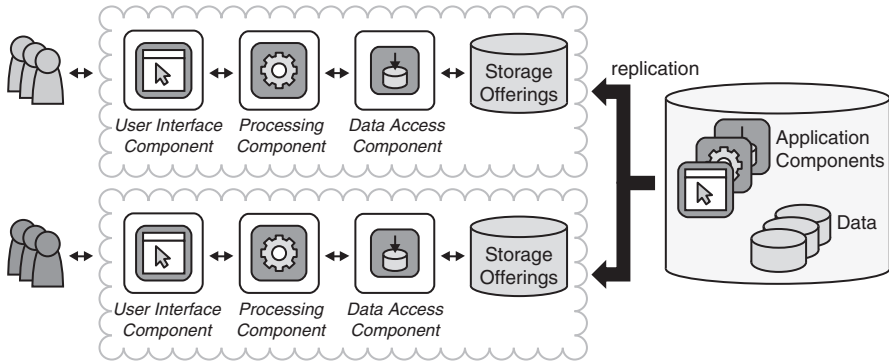 Storage
Offerings
User Interface
Component
Processing
Component
Data Access
Component
replication
Application
Components
Data
Storage
Offerings
User Interface
Component
Processing
Component
Data Access
Component